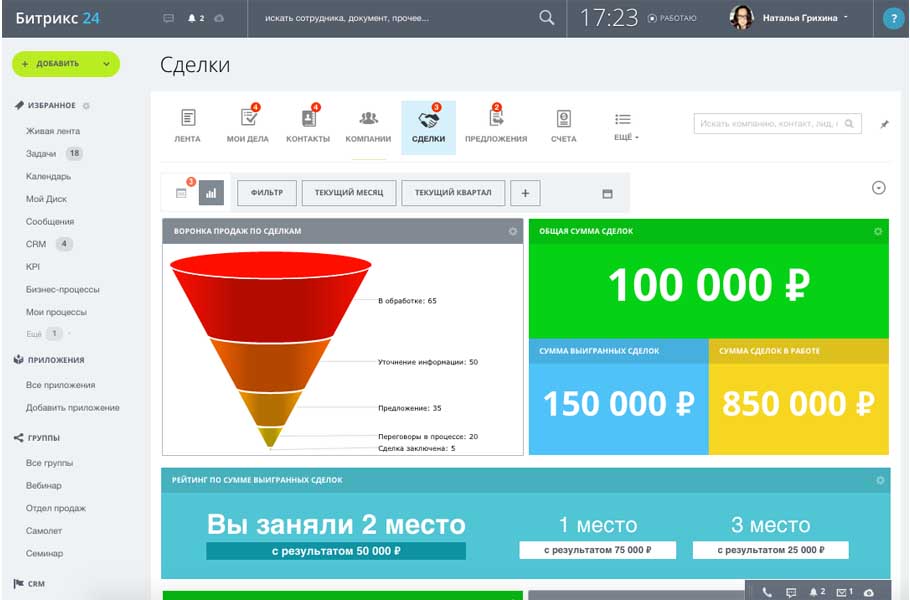 Битрикс 24
2
искать сотрудника, документ, прочее...
17:23
РАБОТАЮ
Наталья Грихина
?
+ ДОБАВИТЬ
Сделки
ИЗБРАННОЕ
Живая лента
Задачи 18
Календарь
Мой Диск
Сообщения
CRM 4
KPI
Бизнес-процессы
Мои процессы
Ещё 1
ПРИЛОЖЕНИЯ
Все приложения
Добавить приложение
ГРУППЫ
Все группы
Вебинар
Отдел продаж
Самолет
Семинар
CRM
ЛЕНТА
4
МОИ ДЕЛА
4
КОНТАКТЫ
КОМПАНИИ
3
СДЕЛКИ
2
ПРЕДЛОЖЕНИЯ
СЧЕТА
ЕЩЁ
Искать компанию, контакт, лид,
3
ФИЛЬТР
ТЕКУЩИЙ МЕСЯЦ
ТЕКУЩИЙ КВАРТАЛ
+
ВОРОНКА ПРОДАЖ ПО СДЕЛКАМ
В обработке: 65
Уточнение информации: 50
Предложение: 35
Переговоры в процессе: 20
Сделка заключена: 5
ОБЩАЯ СУММА СДЕЛОК
100 000 ₽
СУММА ВЫИГРАННЫХ СДЕЛОК
150 000 ₽
СУММА СДЕЛОК В РАБОТЕ
850 000 ₽
РЕЙТИНГ ПО СУММЕ ВЫИГРАННЫХ СДЕЛОК
Вы заняли 2 место
с результатом 50 000 ₽
1 место
с результатом 75 000 ₽
3 место
с результатом 25 000 ₽
2
1